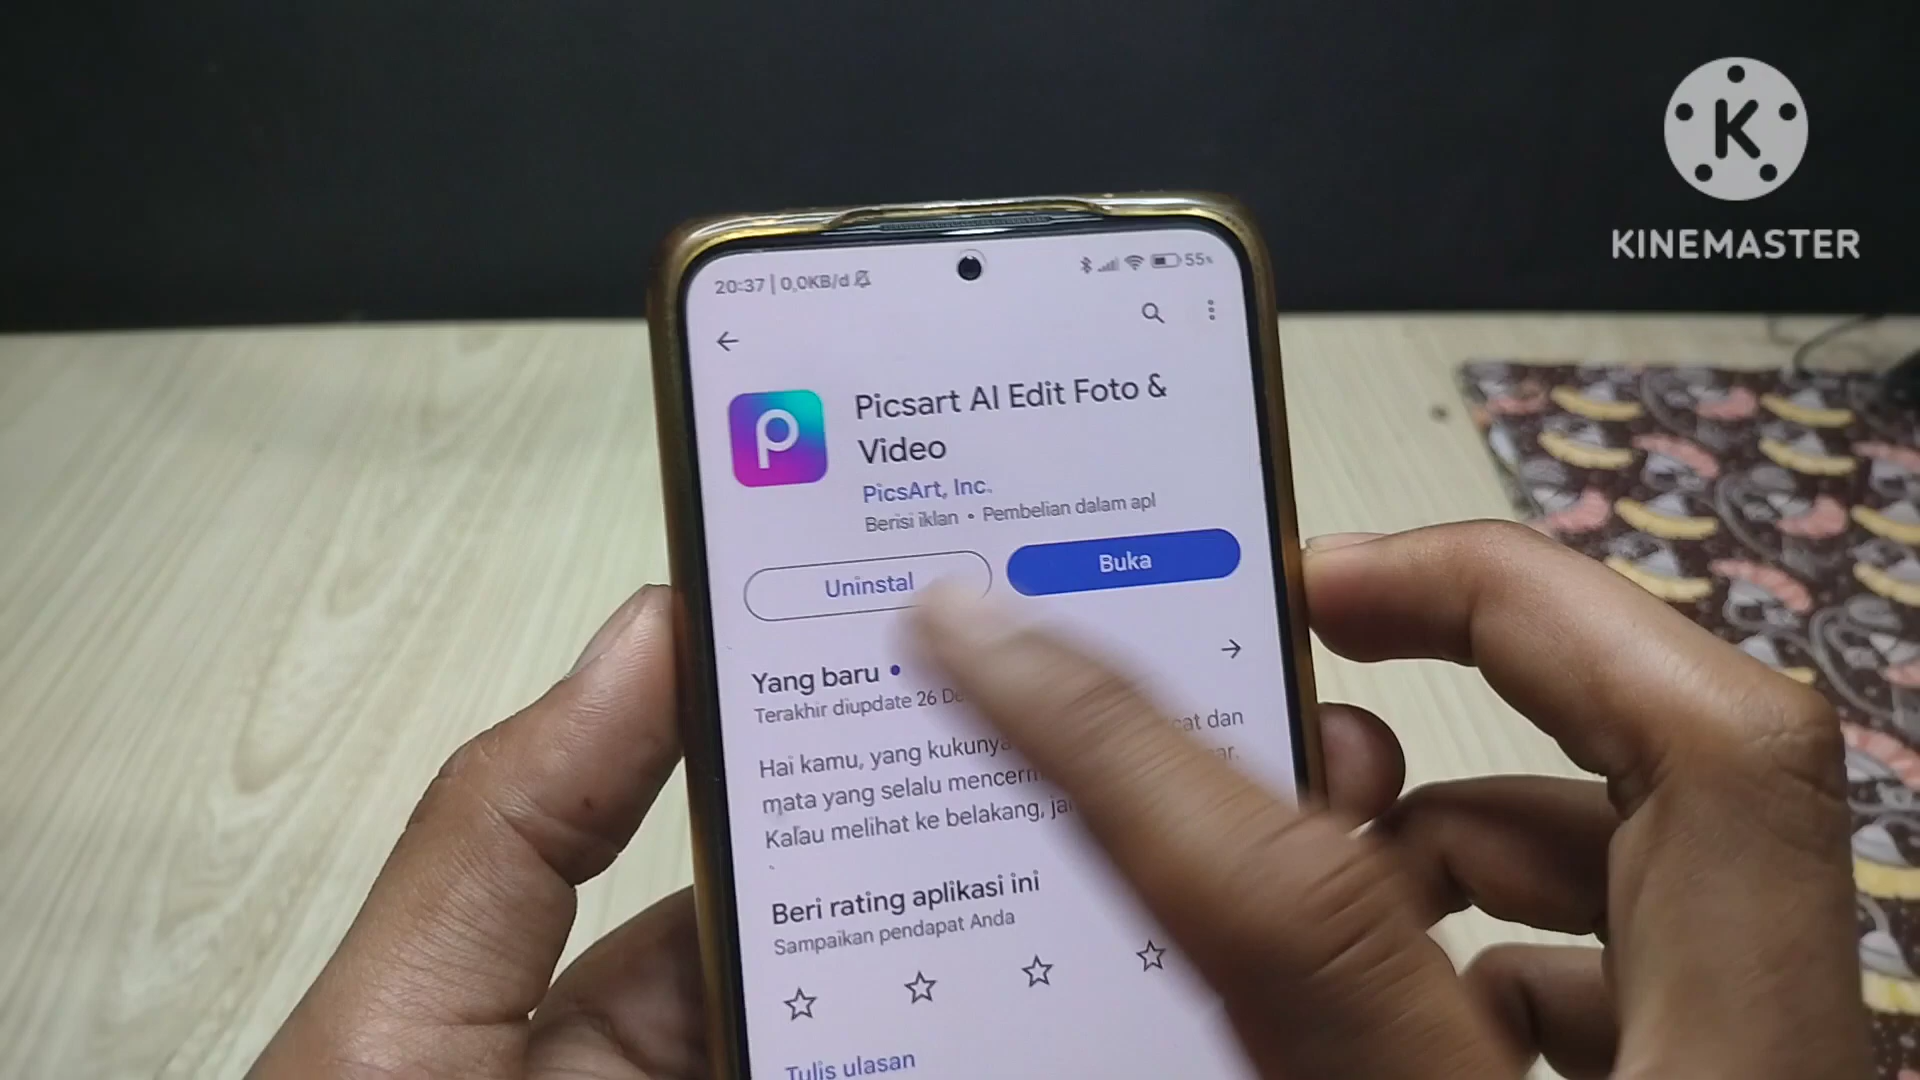 K
KINEMASTER
20:37 | 0,0KB/d
55%
Picsart AI Edit Foto &
Video
PicsArt, Inc.
Berisi iklan • Pembelian dalam apl
Uninstal
Buka
Yang baru •
Terakhir diupdate 26
Hai kamu, yang kukunya cat dan
mata yang selalu
Kalau melihat ke belakang,
Beri rating aplikasi ini
Sampaikan pendapat Anda
Tulis ulasan